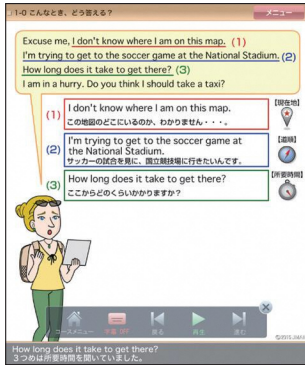 1-0 こんなとき、どう答える？
メニュー
Excuse me, I don't know where I am on this map. (1)
I'm trying to get to the soccer game at the National Stadium. (2)
How long does it take to get there? (3)
I am in a hurry. Do you think I should take a taxi?
(1)
I don't know where I am on this map.
この地図のどこにいるのか、わかりません・・・。
【現在地】
(2)
I'm trying to get to the soccer game at
the National Stadium.
サッカーの試合を見に、国立競技場に行きたいんです。
【道順】
(3)
How long does it take to get there?
ここからどのくらいかかりますか？
【所要時間】
コースメニュー
字幕 OFF
戻る
再生
進む
How long does it take to get there?
３つめは所要時間を聞いていました。